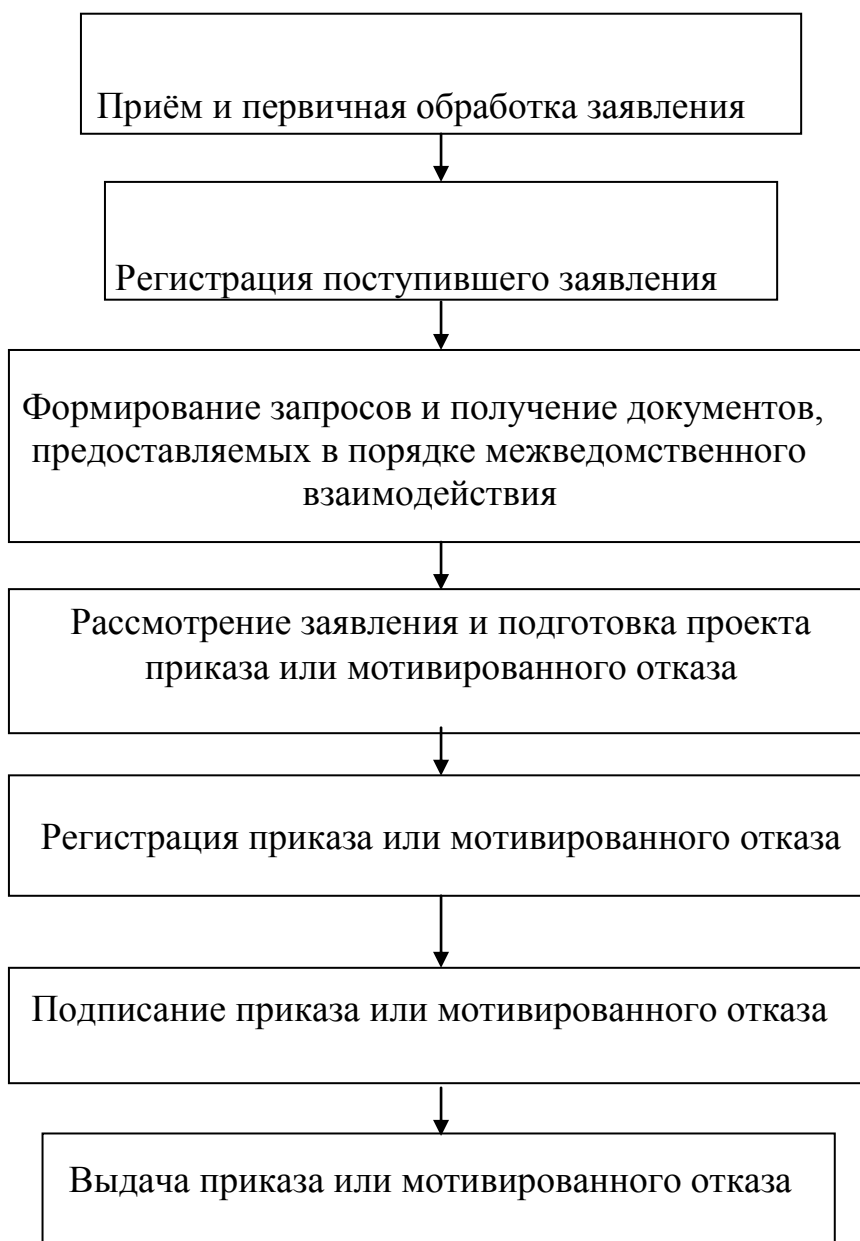 Приём и первичная обработка заявления
Регистрация поступившего заявления
Формирование запросов и получение документов,
предоставляемых в порядке межведомственного
взаимодействия
Рассмотрение заявления и подготовка проекта
приказа или мотивированного отказа
Регистрация приказа или мотивированного отказа
Подписание приказа или мотивированного отказа
Выдача приказа или мотивированного отказа